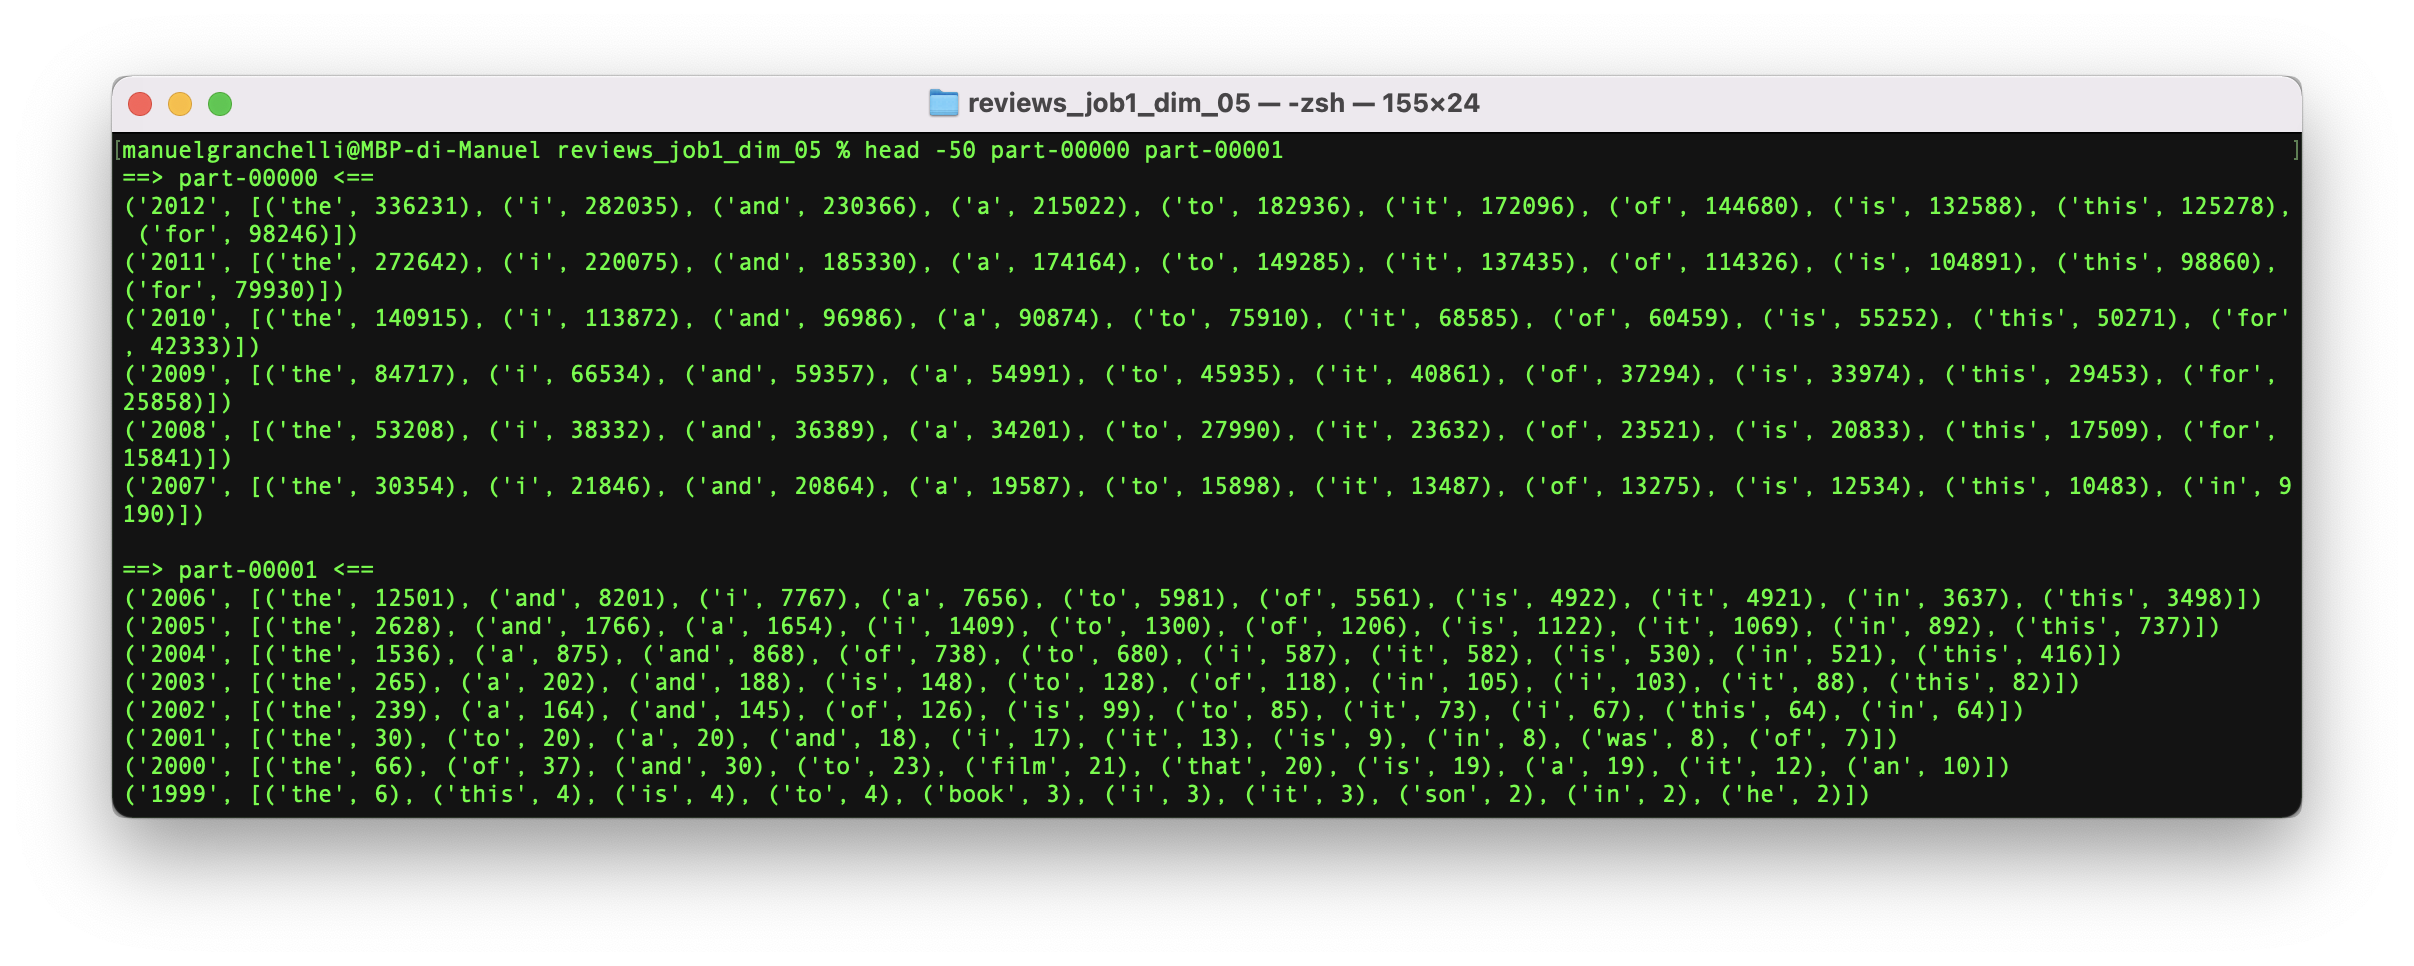 reviews_job1_dim_05 — -zsh — 155×24
[manuelgranchelli@MBP-di-Manuel reviews_job1_dim_05 % head -50 part-00000 part-00001 ]
==> part-00000 <==
('2012', [('the', 336231), ('i', 282035), ('and', 230366), ('a', 215022), ('to', 182936), ('it', 172096), ('of', 144680), ('is', 132588), ('this', 125278),
 ('for', 98246)])
('2011', [('the', 272642), ('i', 220075), ('and', 185330), ('a', 174164), ('to', 149285), ('it', 137435), ('of', 114326), ('is', 104891), ('this', 98860),
('for', 79930)])
('2010', [('the', 140915), ('i', 113872), ('and', 96986), ('a', 90874), ('to', 75910), ('it', 68585), ('of', 60459), ('is', 55252), ('this', 50271), ('for'
, 42333)])
('2009', [('the', 84717), ('i', 66534), ('and', 59357), ('a', 54991), ('to', 45935), ('it', 40861), ('of', 37294), ('is', 33974), ('this', 29453), ('for',
25858)])
('2008', [('the', 53208), ('i', 38332), ('and', 36389), ('a', 34201), ('to', 27990), ('it', 23632), ('of', 23521), ('is', 20833), ('this', 17509), ('for',
15841)])
('2007', [('the', 30354), ('i', 21846), ('and', 20864), ('a', 19587), ('to', 15898), ('it', 13487), ('of', 13275), ('is', 12534), ('this', 10483), ('in', 9
190)])
==> part-00001 <==
('2006', [('the', 12501), ('and', 8201), ('i', 7767), ('a', 7656), ('to', 5981), ('of', 5561), ('is', 4922), ('it', 4921), ('in', 3637), ('this', 3498)])
('2005', [('the', 2628), ('and', 1766), ('a', 1654), ('i', 1409), ('to', 1300), ('of', 1206), ('is', 1122), ('it', 1069), ('in', 892), ('this', 737)])
('2004', [('the', 1536), ('a', 875), ('and', 868), ('of', 738), ('to', 680), ('i', 587), ('it', 582), ('is', 530), ('in', 521), ('this', 416)])
('2003', [('the', 265), ('a', 202), ('and', 188), ('is', 148), ('to', 128), ('of', 118), ('in', 105), ('i', 103), ('it', 88), ('this', 82)])
('2002', [('the', 239), ('a', 164), ('and', 145), ('of', 126), ('is', 99), ('to', 85), ('it', 73), ('i', 67), ('this', 64), ('in', 64)])
('2001', [('the', 30), ('to', 20), ('a', 20), ('and', 18), ('i', 17), ('it', 13), ('is', 9), ('in', 8), ('was', 8), ('of', 7)])
('2000', [('the', 66), ('of', 37), ('and', 30), ('to', 23), ('film', 21), ('that', 20), ('is', 19), ('a', 19), ('it', 12), ('an', 10)])
('1999', [('the', 6), ('this', 4), ('is', 4), ('to', 4), ('book', 3), ('i', 3), ('it', 3), ('son', 2), ('in', 2), ('he', 2)])